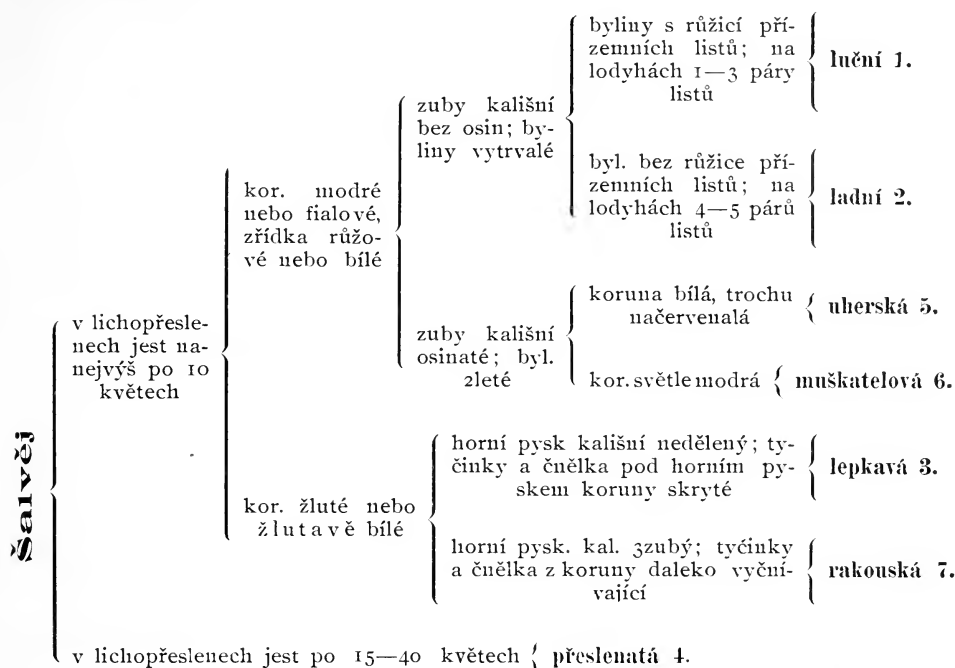 Šalvěj
v lichopřesle-
nech jest na-
nejvýš po 10
květech
kor. modré
nebo fialové,
zřídka růžo-
vé nebo bílé
zuby kališní
bez osin; by-
liny vytrvalé
byliny s růžicí pří-
zemních listů; na
lodyhách 1—3 páry
listů
luční 1.
byl. bez růžice pří-
zemních listů; na
lodyhách 4—5 párů
listů
ladní 2.
zuby kališní
osinaté; byl.
2leté
koruna bílá, trochu
načervenalá
uherská 5.
kor. světle modrá
muškatelová 6.
kor. žluté nebo
žlutavě bílé
horní pysk kališní nedělený; ty-
činky a čnělka pod horním py-
skem koruny skryté
lepkavá 3.
horní pysk. kal. 3zubý; tyćinky
a čnělka z koruny daleko vyční-
vající
rakouská 7.
v lichopřeslenech jest po 15—40 květech
přeslenatá 4.